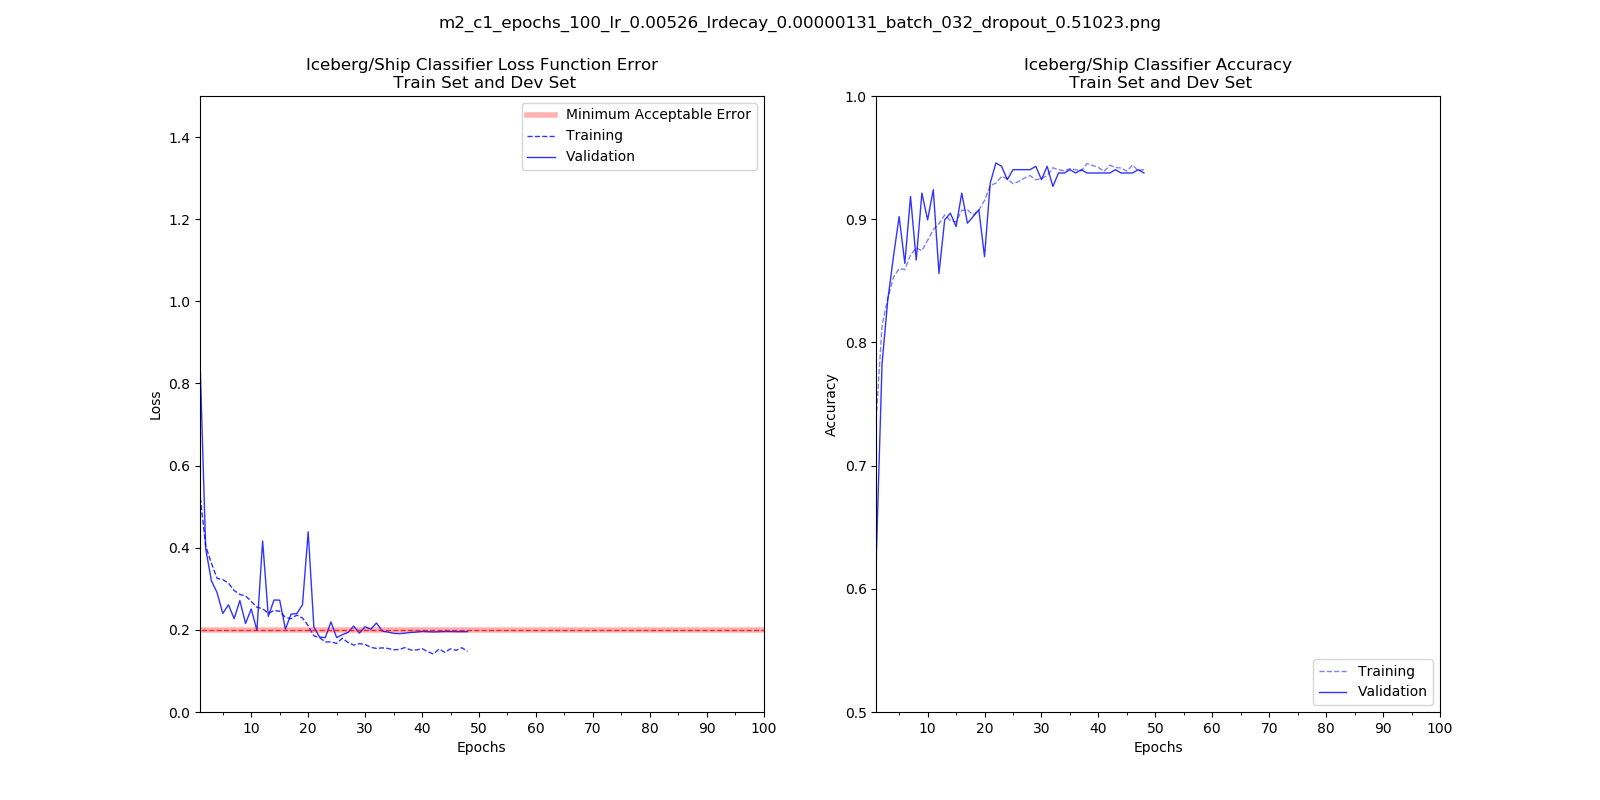 m2_c1_epochs_100_lr_0.00526_lrdecay_0.00000131_batch_032_dropout_0.51023.png
Iceberg/Ship Classifier Loss Function Error
Train Set and Dev Set
1.4
1.2
1.0
0.8
0.6
0.4
0.2
0.0
Loss
Minimum Acceptable Error
Training
Validation
10 20 30 40 50 60 70 80 90 100
Epochs
Iceberg/Ship Classifier Accuracy
Train Set and Dev Set
1.0
0.9
0.8
0.7
0.6
0.5
Accuracy
Training
Validation
10 20 30 40 50 60 70 80 90 100
Epochs